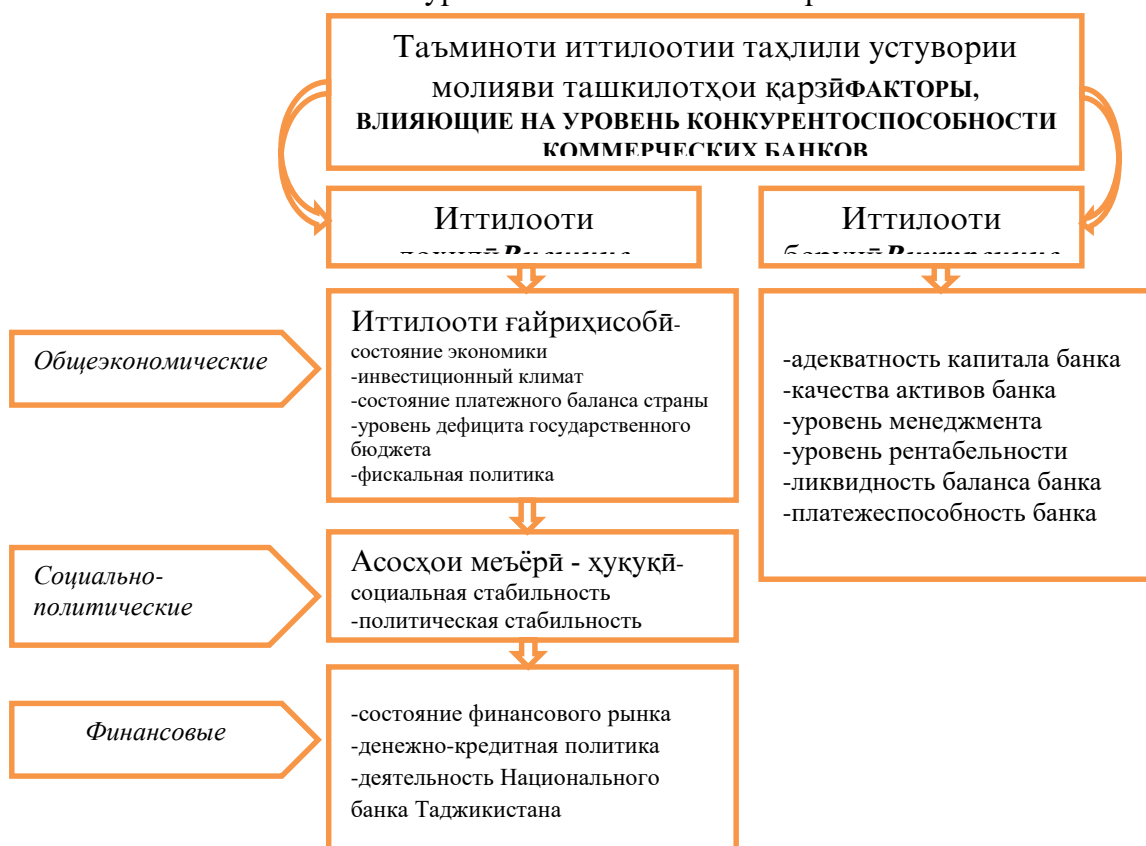 Таъминоти иттилоотии таҳлили устувории
молияви ташкилотҳои қарзӣФАКТОРЫ,
ВЛИЯЮЩИЕ НА УРОВЕНЬ КОНКУРЕНТОСПОСОБНОСТИ
КОММЕРЧЕСКИХ БАНКОВ
Иттилооти
Иттилооти
Общеэкономические
Иттилооти ғайриҳисобӣ-
состояние экономики
-инвестиционный климат
-состояние платежного баланса страны
-уровень дефицита государственного
бюджета
-фискальная политика
-адекватность капитала банка
-качества активов банка
-уровень менеджмента
-уровень рентабельности
-ликвидность баланса банка
-платежеспособность банка
Социально-
политические
Асосҳои меъёрӣ - ҳуқуқӣ-
социальная стабильность
-политическая стабильность
Финансовые
-состояние финансового рынка
-денежно-кредитная политика
-деятельность Национального
банка Таджикистана